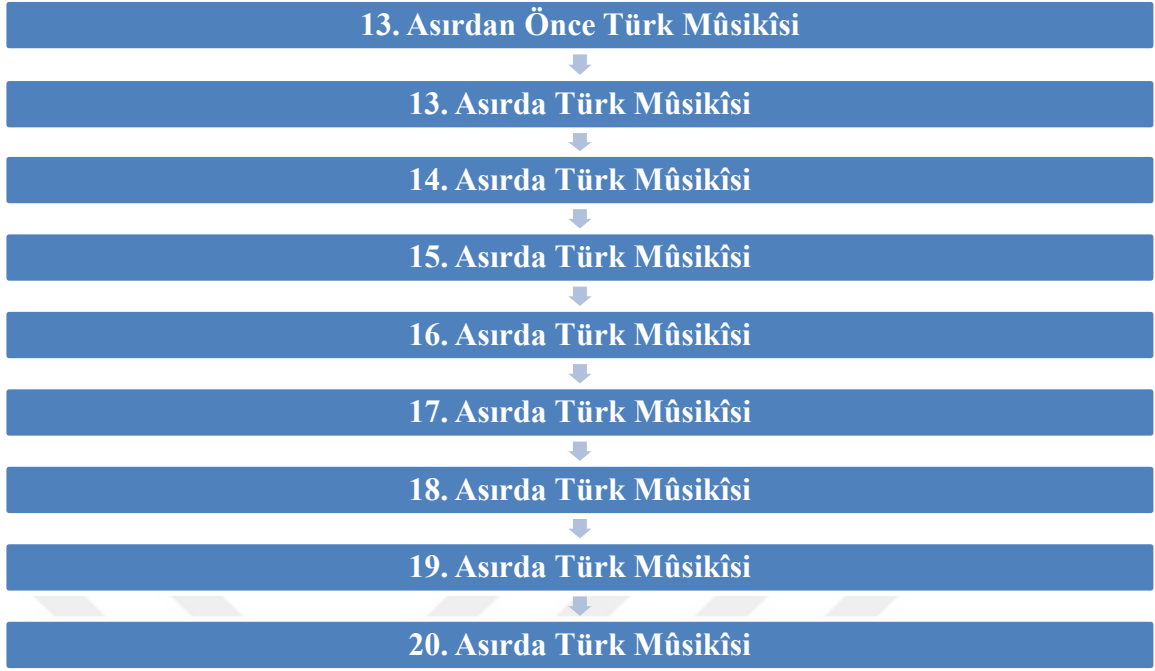 13. Asırdan Önce Türk Mûsikîsi
13. Asırda Türk Mûsikîsi
14. Asırda Türk Mûsikîsi
15. Asırda Türk Mûsikîsi
16. Asırda Türk Mûsikîsi
17. Asırda Türk Mûsikîsi
18. Asırda Türk Mûsikîsi
19. Asırda Türk Mûsikîsi
20. Asırda Türk Mûsikîsi